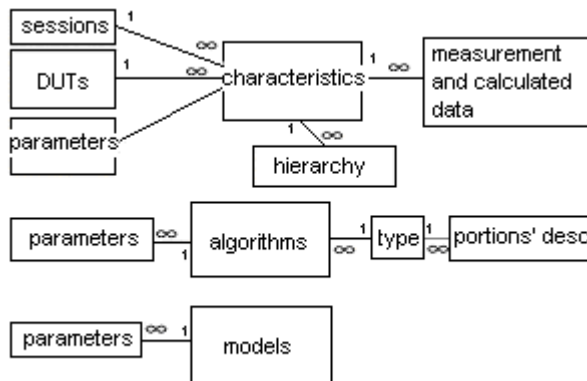 sessions
1
∞
DUTs
1
∞
characteristics
1
∞
measurement
and calculated
data
parameters
1
∞
hierarchy
parameters
∞
1
algorithms
1
∞
type
1
∞
portions' desc
parameters
∞
1
models